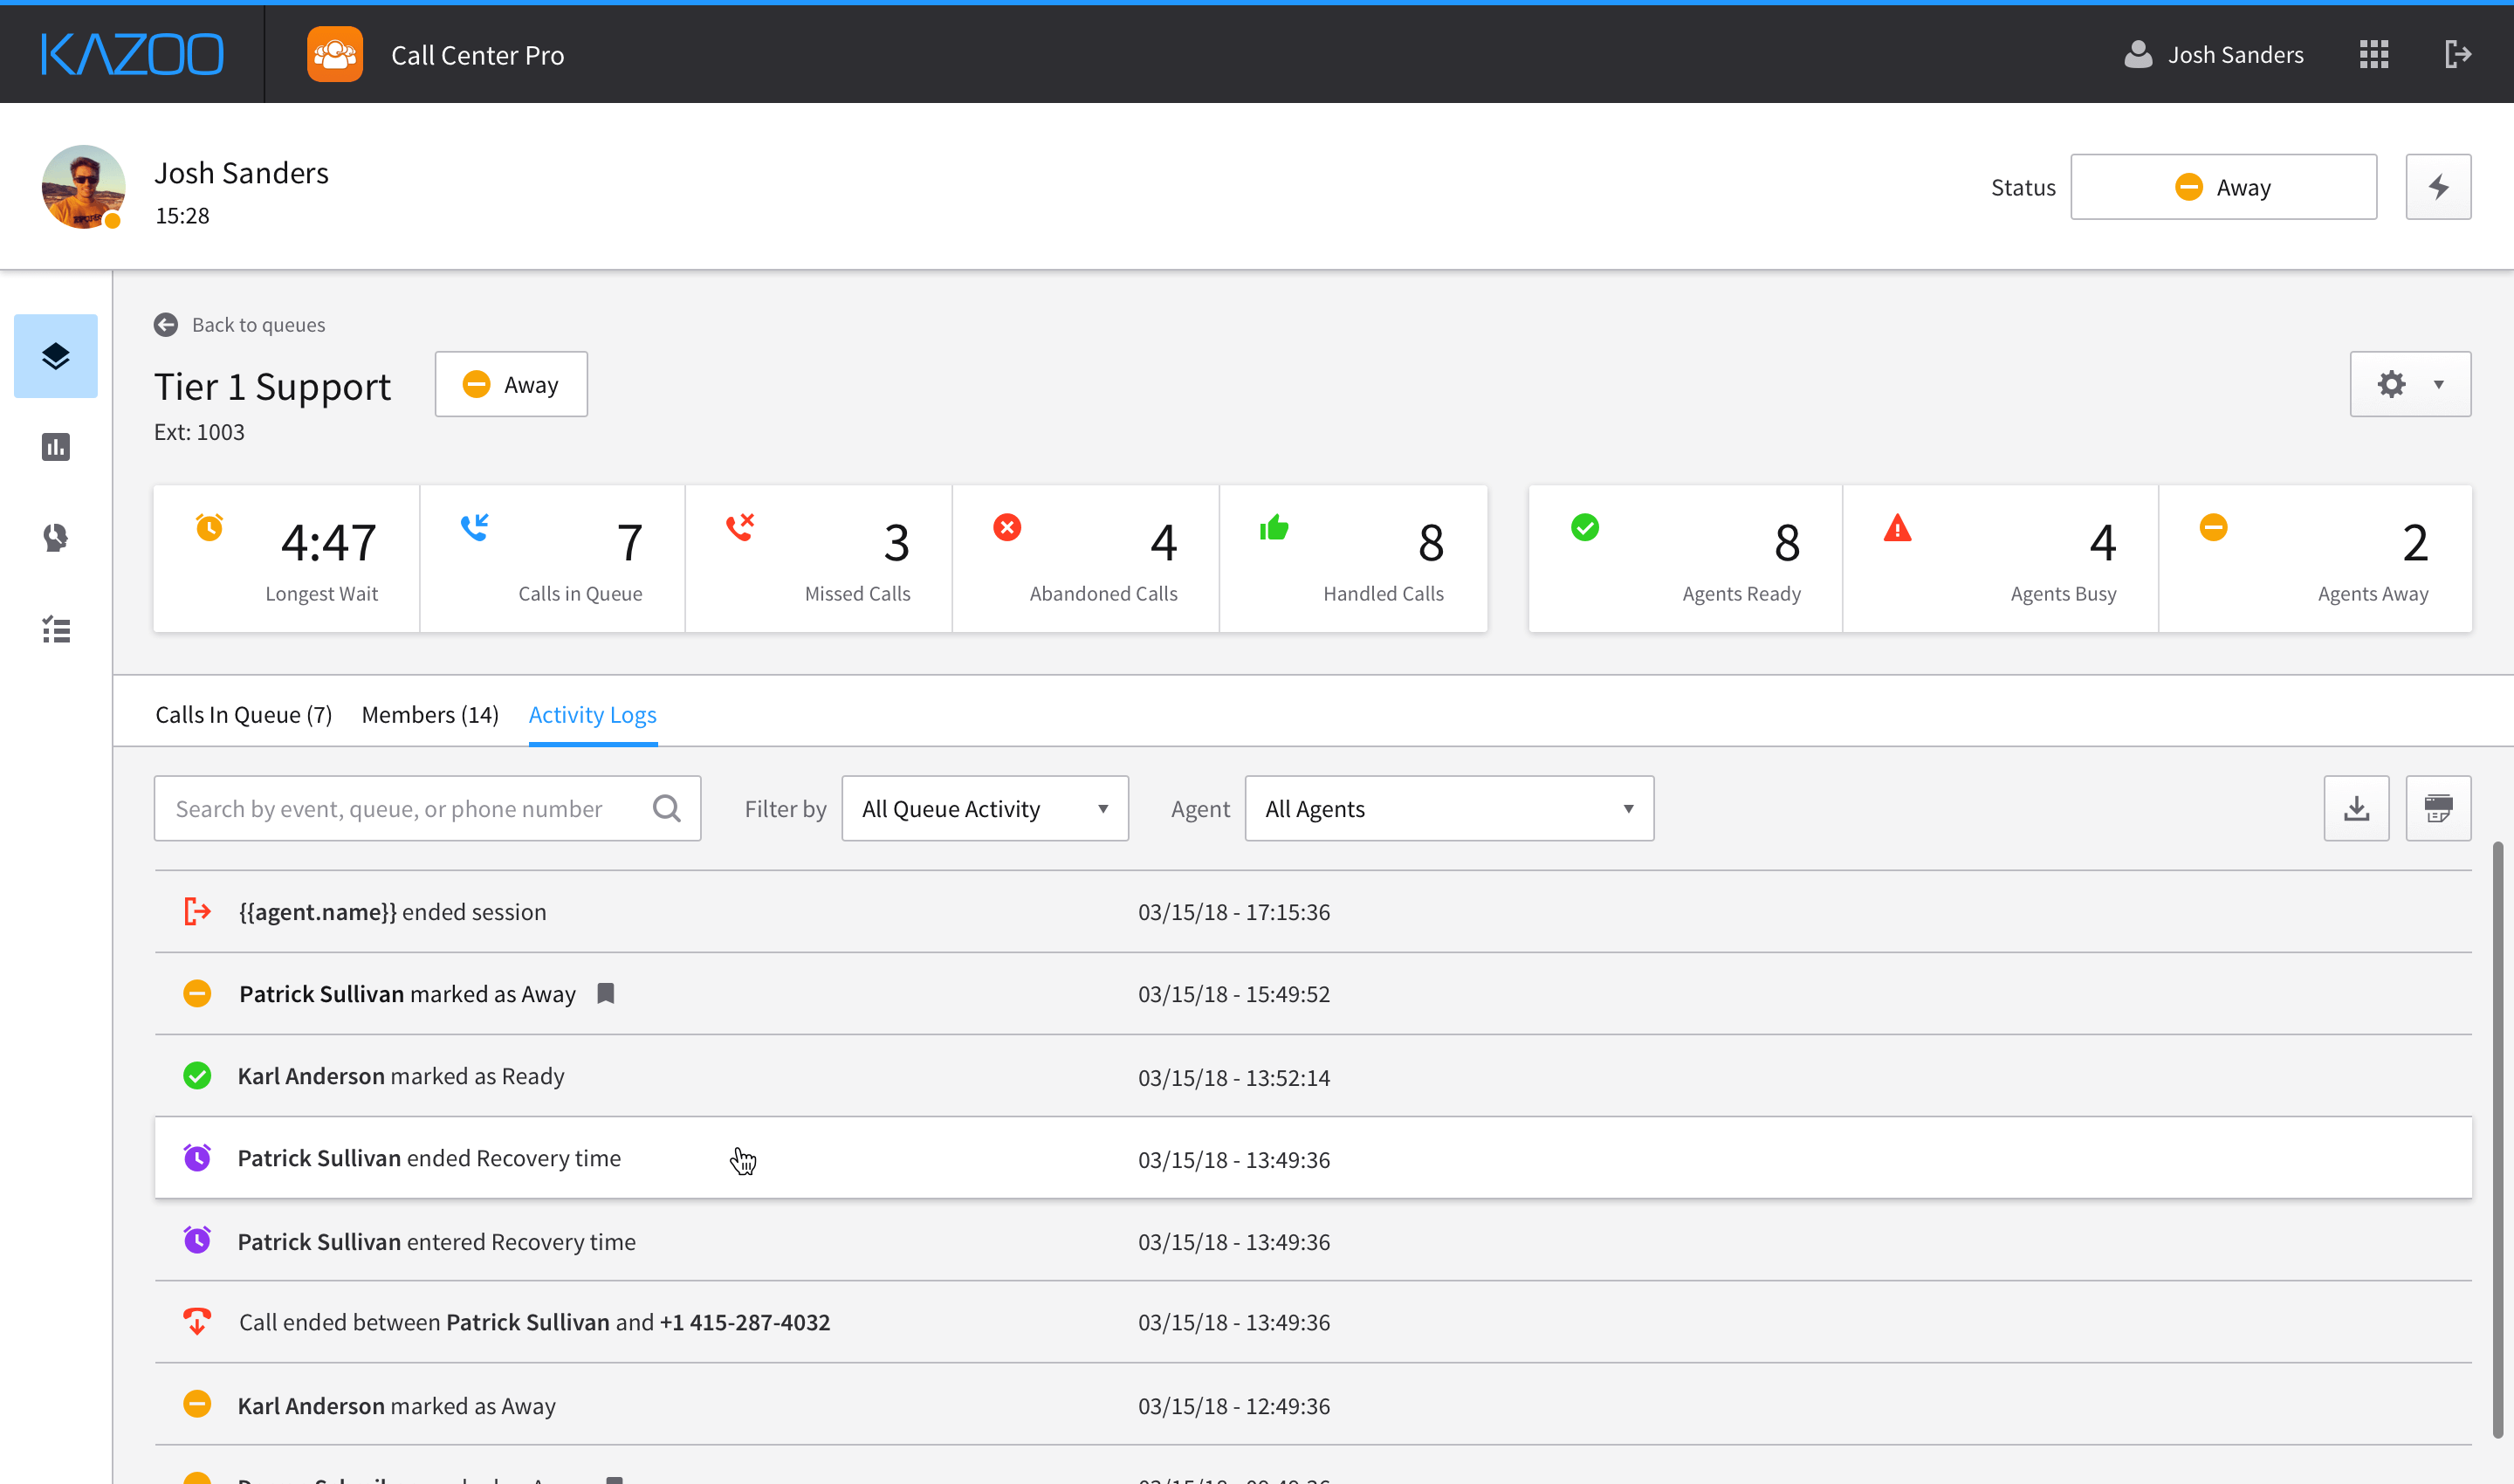 KAZOO
Call Center Pro
Josh Sanders
Josh Sanders
15:28
Status
Away
Back to queues
Tier 1 Support
Away
Ext: 1003
4:47
Longest Wait
7
Calls in Queue
3
Missed Calls
4
Abandoned Calls
8
Handled Calls
8
Agents Ready
4
Agents Busy
2
Agents Away
Calls In Queue (7)
Members (14)
Activity Logs
Search by event, queue, or phone number
Filter by
All Queue Activity
Agent
All Agents
{{agent.name}} ended session
03/15/18 - 17:15:36
Patrick Sullivan marked as Away
03/15/18 - 15:49:52
Karl Anderson marked as Ready
03/15/18 - 13:52:14
Patrick Sullivan ended Recovery time
03/15/18 - 13:49:36
Patrick Sullivan entered Recovery time
03/15/18 - 13:49:36
Call ended between Patrick Sullivan and +1 415-287-4032
03/15/18 - 13:49:36
Karl Anderson marked as Away
03/15/18 - 12:49:36